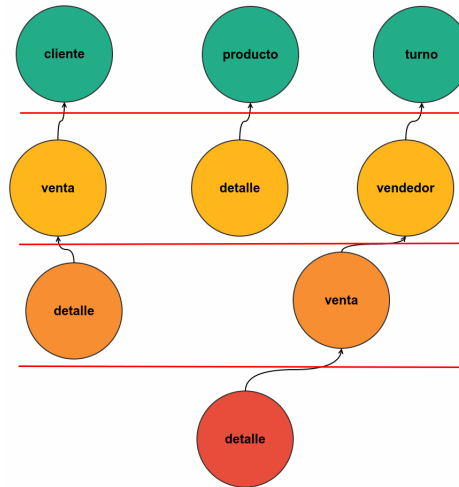 cliente
producto
turno
venta
detalle
vendedor
detalle
venta
detalle